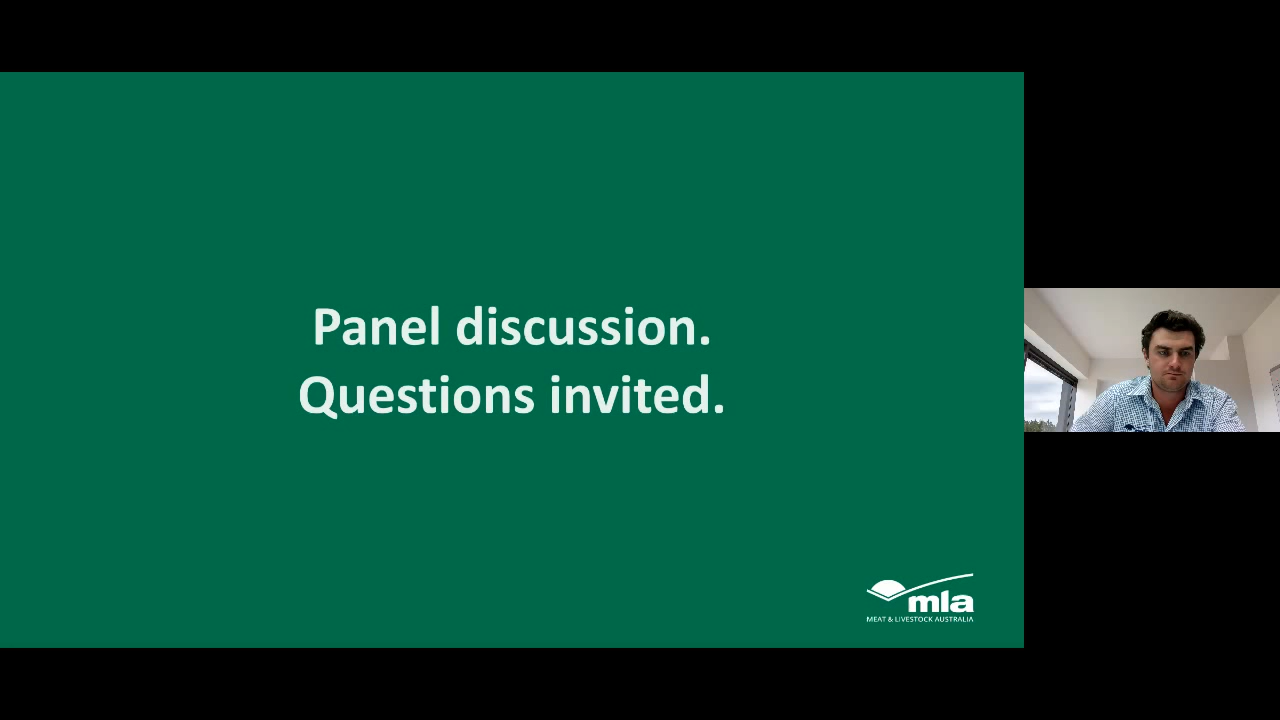 Panel discussion.
Questions invited.
mla
MEAT & LIVESTOCK AUSTRALIA